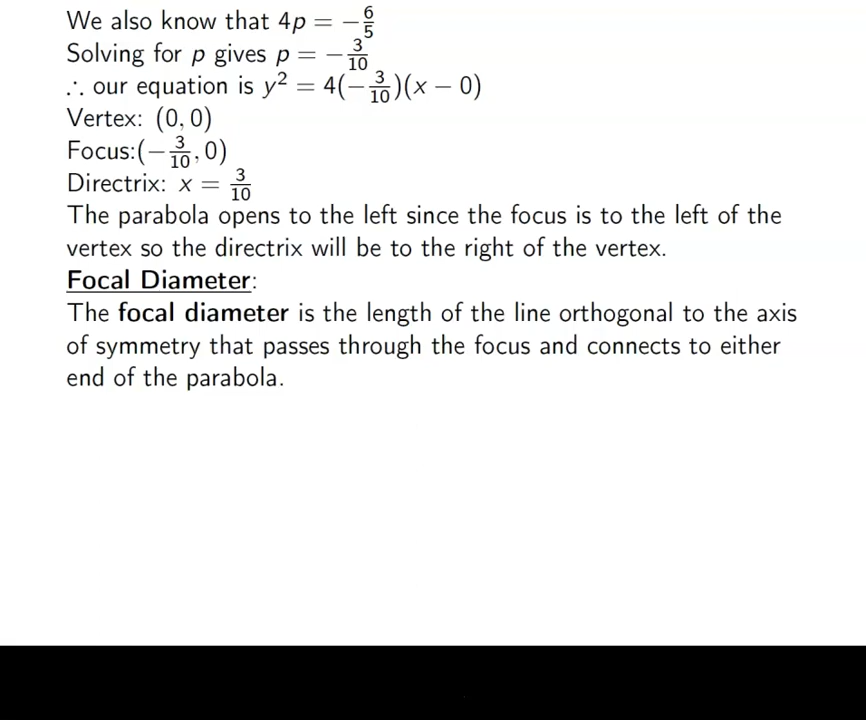 We also know that 4p = −6/5
Solving for p gives p = −3/10
∴ our equation is y² = 4(−3/10)(x − 0)
Vertex: (0, 0)
Focus:(−3/10, 0)
Directrix: x = 3/10
The parabola opens to the left since the focus is to the left of the
vertex so the directrix will be to the right of the vertex.
Focal Diameter:
The focal diameter is the length of the line orthogonal to the axis
of symmetry that passes through the focus and connects to either
end of the parabola.